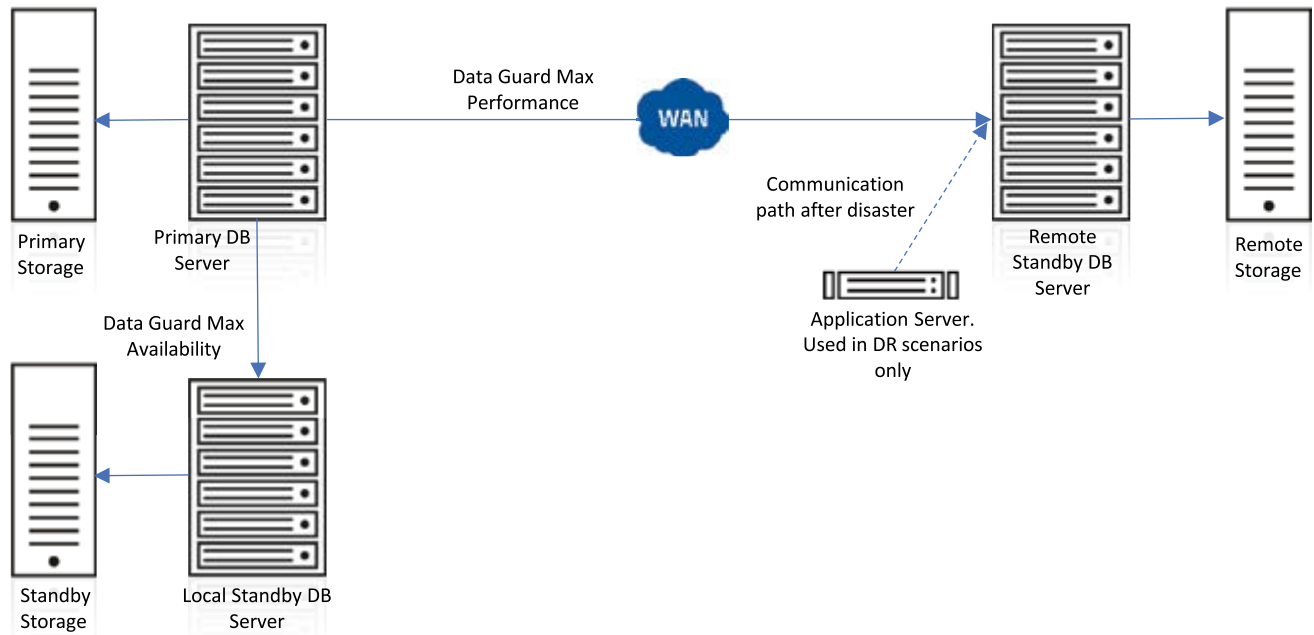 Data Guard Max
Performance
WAN
Communication
path after disaster
Primary
Storage
Primary DB
Server
Remote
Standby DB
Server
Remote
Storage
Application Server.
Used in DR scenarios
only
Data Guard Max
Availability
Standby
Storage
Local Standby DB
Server